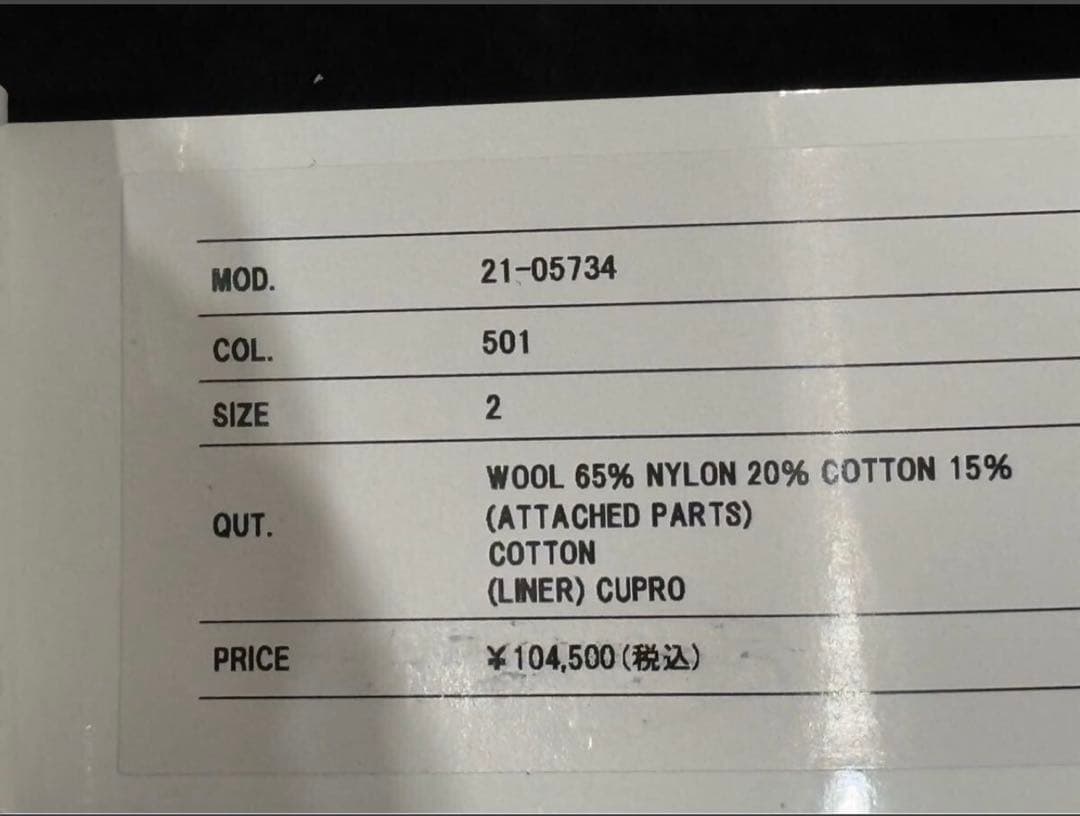 MOD. 21-05734
COL. 501
SIZE 2
QUT. WOOL 65% NYLON 20% COTTON 15%
(ATTACHED PARTS)
COTTON
(LINER) CUPRO
PRICE ¥104,500(税込)